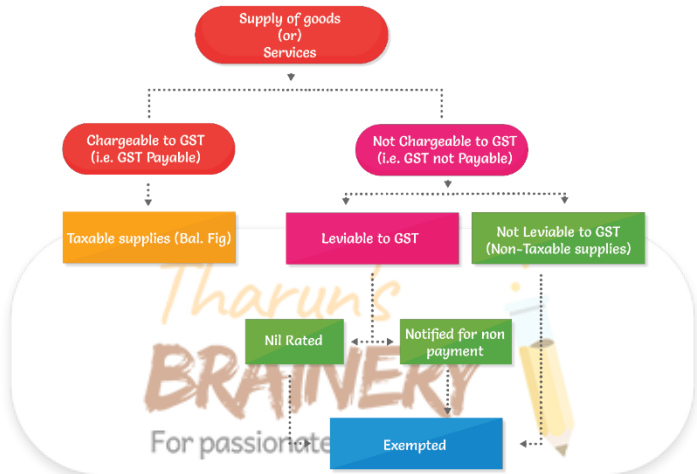 Supply of goods
(or)
Services
Chargeable to GST
(i.e. GST Payable)
Not Chargeable to GST
(i.e. GST not Payable)
Taxable supplies (Bal. Fig)
Leviable to GST
Not Leviable to GST
(Non-Taxable supplies)
Tharun's
BRAINERY
Nil Rated
Notified for non
payment
For passionate
Exempted